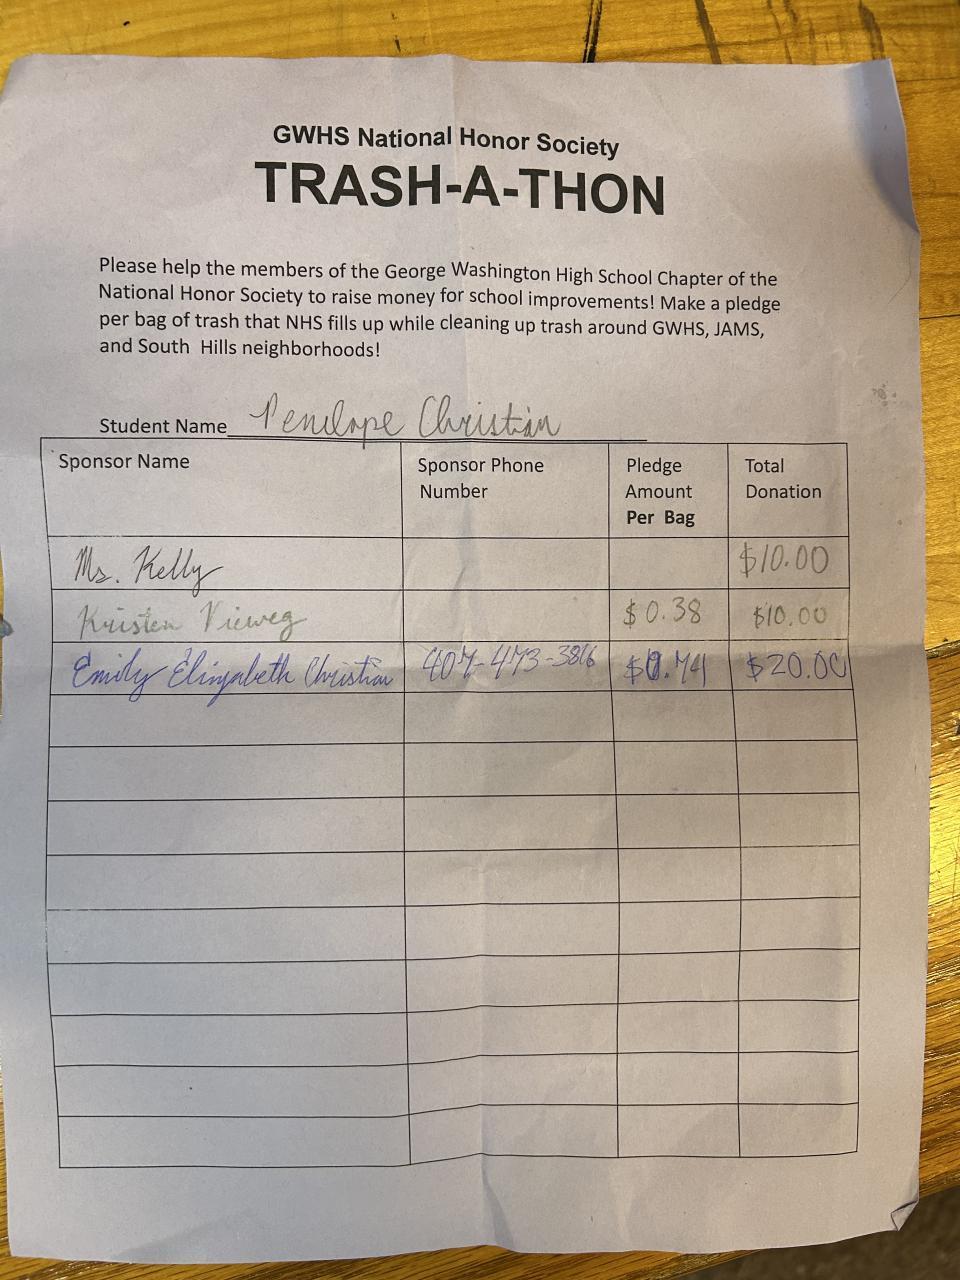 GWHS National Honor Society
TRASH-A-THON
Please help the members of the George Washington High School Chapter of the
National Honor Society to raise money for school improvements! Make a pledge
per bag of trash that NHS fills up while cleaning up trash around GWHS, JAMS,
and South Hills neighborhoods!
Student Name Penelope Christian
Sponsor Name
Sponsor Phone
Number
Pledge
Amount
Per Bag
Total
Donation
Ms. Kelly $10.00
Kristen Vieweg $0.38 $10.00
Emily Elizabeth Christian 407-473-3816 $0.74 $20.00